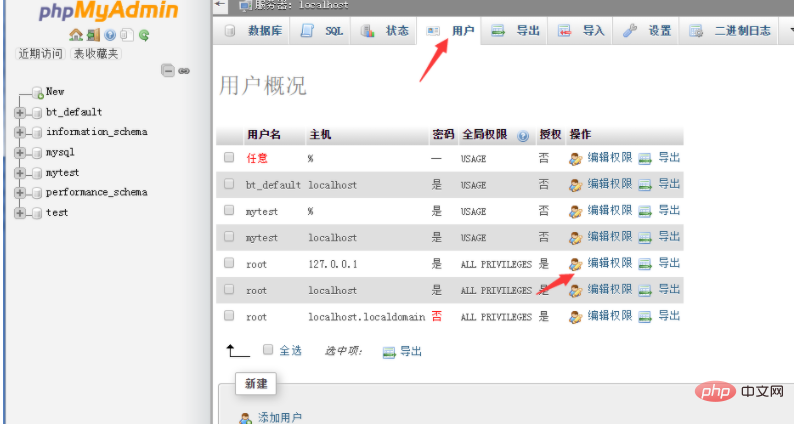 phpMyAdmin
近期访问 表收藏夹
New
bt_default
information_schema
mysql
mytest
performance_schema
test
服务器: localhost
数据库 SQL 状态 用户 导出 导入 设置 二进制日志
用户概况
用户名 主机 密码 全局权限 授权 操作
任意 % — USAGE 否 编辑权限 导出
bt_default localhost 是 USAGE 否 编辑权限 导出
mytest % 是 USAGE 否 编辑权限 导出
mytest localhost 是 USAGE 否 编辑权限 导出
root 127.0.0.1 是 ALL PRIVILEGES 是 编辑权限 导出
root localhost 是 ALL PRIVILEGES 是 编辑权限 导出
root localhost.localdomain 否 ALL PRIVILEGES 是 编辑权限 导出
全选 选中项: 导出
新建
添加用户
php 中文网